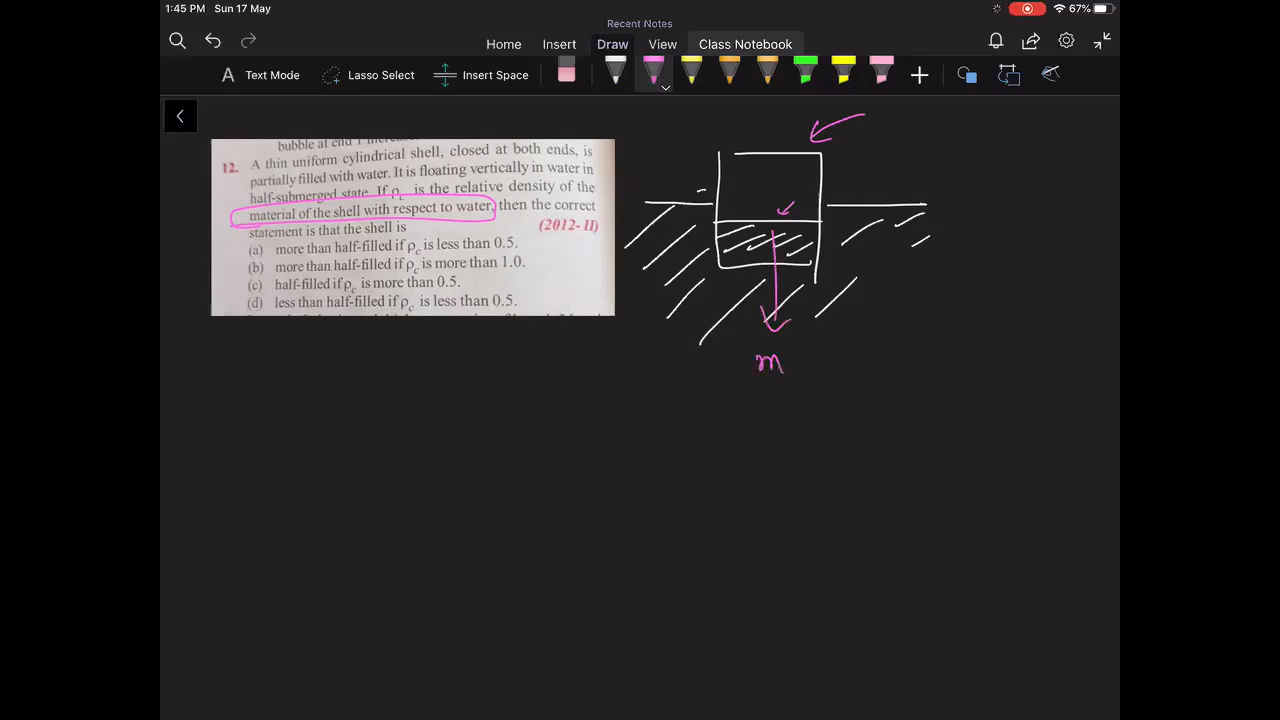 1:45 PM Sun 17 May
67%
Recent Notes
Home Insert Draw View Class Notebook
A Text Mode Lasso Select Insert Space
bubble at end 1
12. A thin uniform cylindrical shell, closed at both ends, is
partially filled with water. It is floating vertically in water in
half-submerged state. If ρc is the relative density of the
material of the shell with respect to water, then the correct
statement is that the shell is (2012- II)
(a) more than half-filled if ρc is less than 0.5.
(b) more than half-filled if ρc is more than 1.0.
(c) half-filled if ρc is more than 0.5.
(d) less than half-filled if ρc is less than 0.5.
m